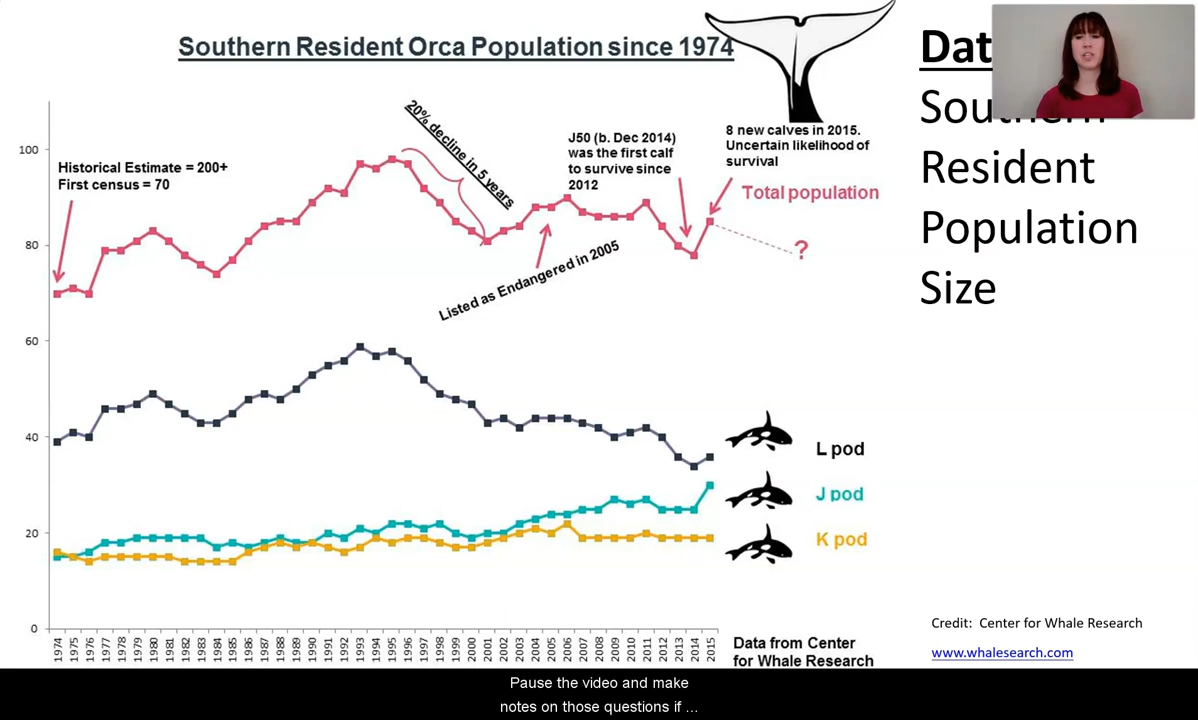 Southern Resident Orca Population since 1974
Historical Estimate = 200+
First census = 70
20% decline in 5 years
Listed as Endangered in 2005
J50 (b. Dec 2014)
was the first calf
to survive since
2012
8 new calves in 2015.
Uncertain likelihood of
survival
Total population
?
L pod
J pod
K pod
100
80
60
40
20
0
1974 1975 1976 1977 1978 1979 1980 1981 1982 1983 1984 1985 1986 1987 1988 1989 1990 1991 1992 1993 1994 1995 1996 1997 1998 1999 2000 2001 2002 2003 2004 2005 2006 2007 2008 2009 2010 2011 2012 2013 2014 2015
Data from Center
for Whale Research
Dat
Southern
Resident
Population
Size
Credit: Center for Whale Research
www.whalesearch.com
Pause the video and make
notes on those questions if ...